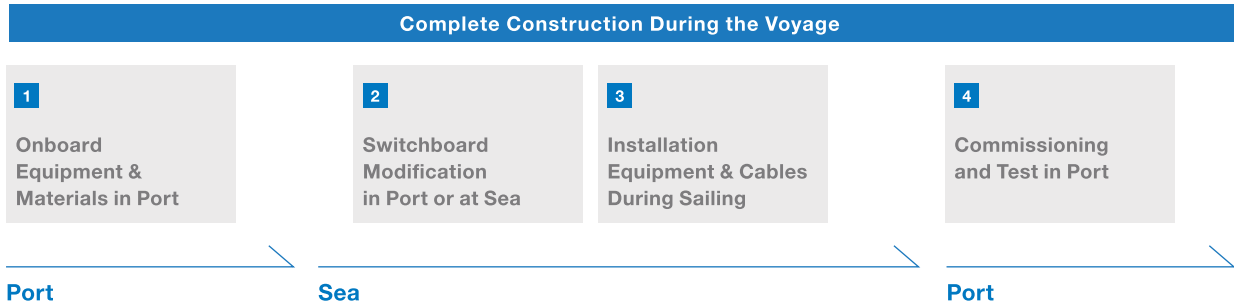 Complete Construction During the Voyage
1
Onboard
Equipment &
Materials in Port
2
Switchboard
Modification
in Port or at Sea
3
Installation
Equipment & Cables
During Sailing
4
Commissioning
and Test in Port
Port
Sea
Port